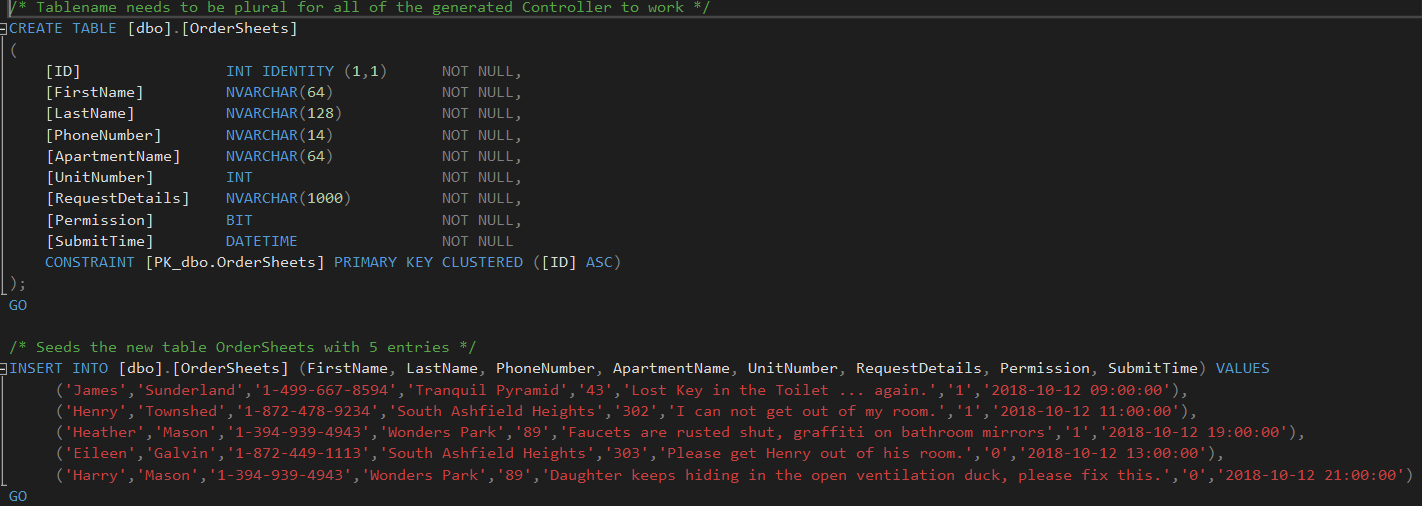 /* Tablename needs to be plural for all of the generated Controller to work */
CREATE TABLE [dbo].[OrderSheets]
(
[ID] INT IDENTITY (1,1) NOT NULL,
[FirstName] NVARCHAR(64) NOT NULL,
[LastName] NVARCHAR(128) NOT NULL,
[PhoneNumber] NVARCHAR(14) NOT NULL,
[ApartmentName] NVARCHAR(64) NOT NULL,
[UnitNumber] INT NOT NULL,
[RequestDetails] NVARCHAR(1000) NOT NULL,
[Permission] BIT NOT NULL,
[SubmitTime] DATETIME NOT NULL
CONSTRAINT [PK_dbo.OrderSheets] PRIMARY KEY CLUSTERED ([ID] ASC)
);
GO
/* Seeds the new table OrderSheets with 5 entries */
INSERT INTO [dbo].[OrderSheets] (FirstName, LastName, PhoneNumber, ApartmentName, UnitNumber, RequestDetails, Permission, SubmitTime) VALUES
('James','Sunderland','1-499-667-8594','Tranquil Pyramid','43','Lost Key in the Toilet ... again.','1','2018-10-12 09:00:00'),
('Henry','Townshed','1-872-478-9234','South Ashfield Heights','302','I can not get out of my room.','1','2018-10-12 11:00:00'),
('Heather','Mason','1-394-939-4943','Wonders Park','89','Faucets are rusted shut, graffiti on bathroom mirrors','1','2018-10-12 19:00:00'),
('Eileen','Galvin','1-872-449-1113','South Ashfield Heights','303','Please get Henry out of his room.','0','2018-10-12 13:00:00'),
('Harry','Mason','1-394-939-4943','Wonders Park','89','Daughter keeps hiding in the open ventilation duck, please fix this.','0','2018-10-12 21:00:00')
GO